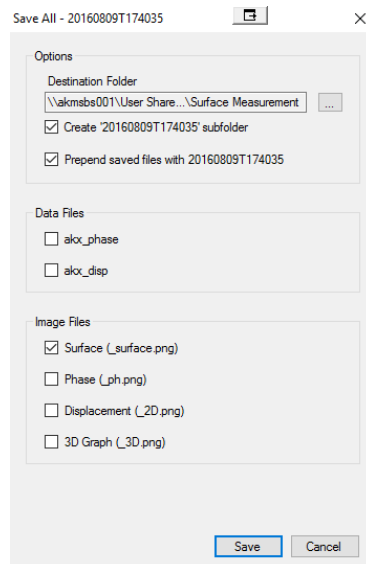 Save All - 20160809T174035
Options
Destination Folder
\\akmsbs001\User Share...\Surface Measurement
...
Create '20160809T174035' subfolder
Prepend saved files with 20160809T174035
Data Files
akx_phase
akx_disp
Image Files
Surface (_surface.png)
Phase (_ph.png)
Displacement (_2D.png)
3D Graph (_3D.png)
Save Cancel